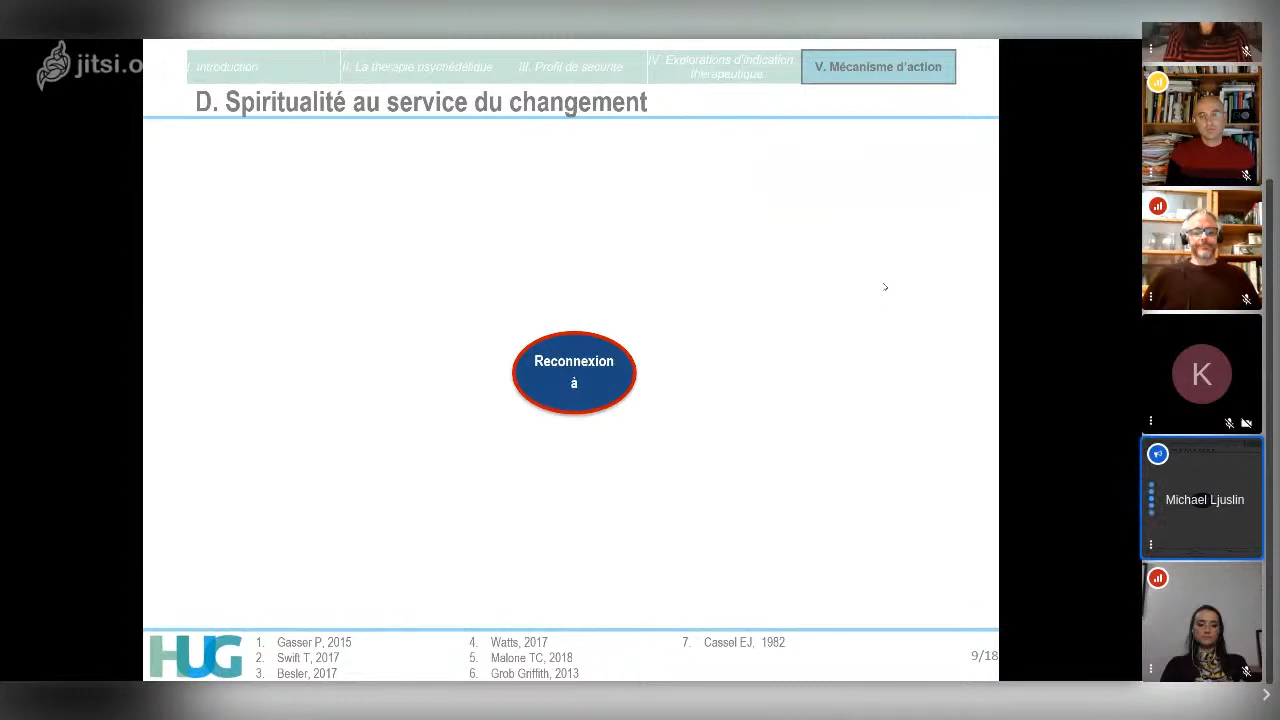 jitsi.o
I. Introduction
II. La thérapie psychédélique
III. Profil de sécurité
IV. Explorations d'indication
thérapeutique
V. Mécanisme d'action
D. Spiritualité au service du changement
Reconnexion
à
K
Michael Ljuslin
HUG
1. Gasser P, 2015
2. Swift T, 2017
3. Besler, 2017
4. Watts, 2017
5. Malone TC, 2018
6. Grob Griffith, 2013
7. Cassel EJ, 1982
9/18